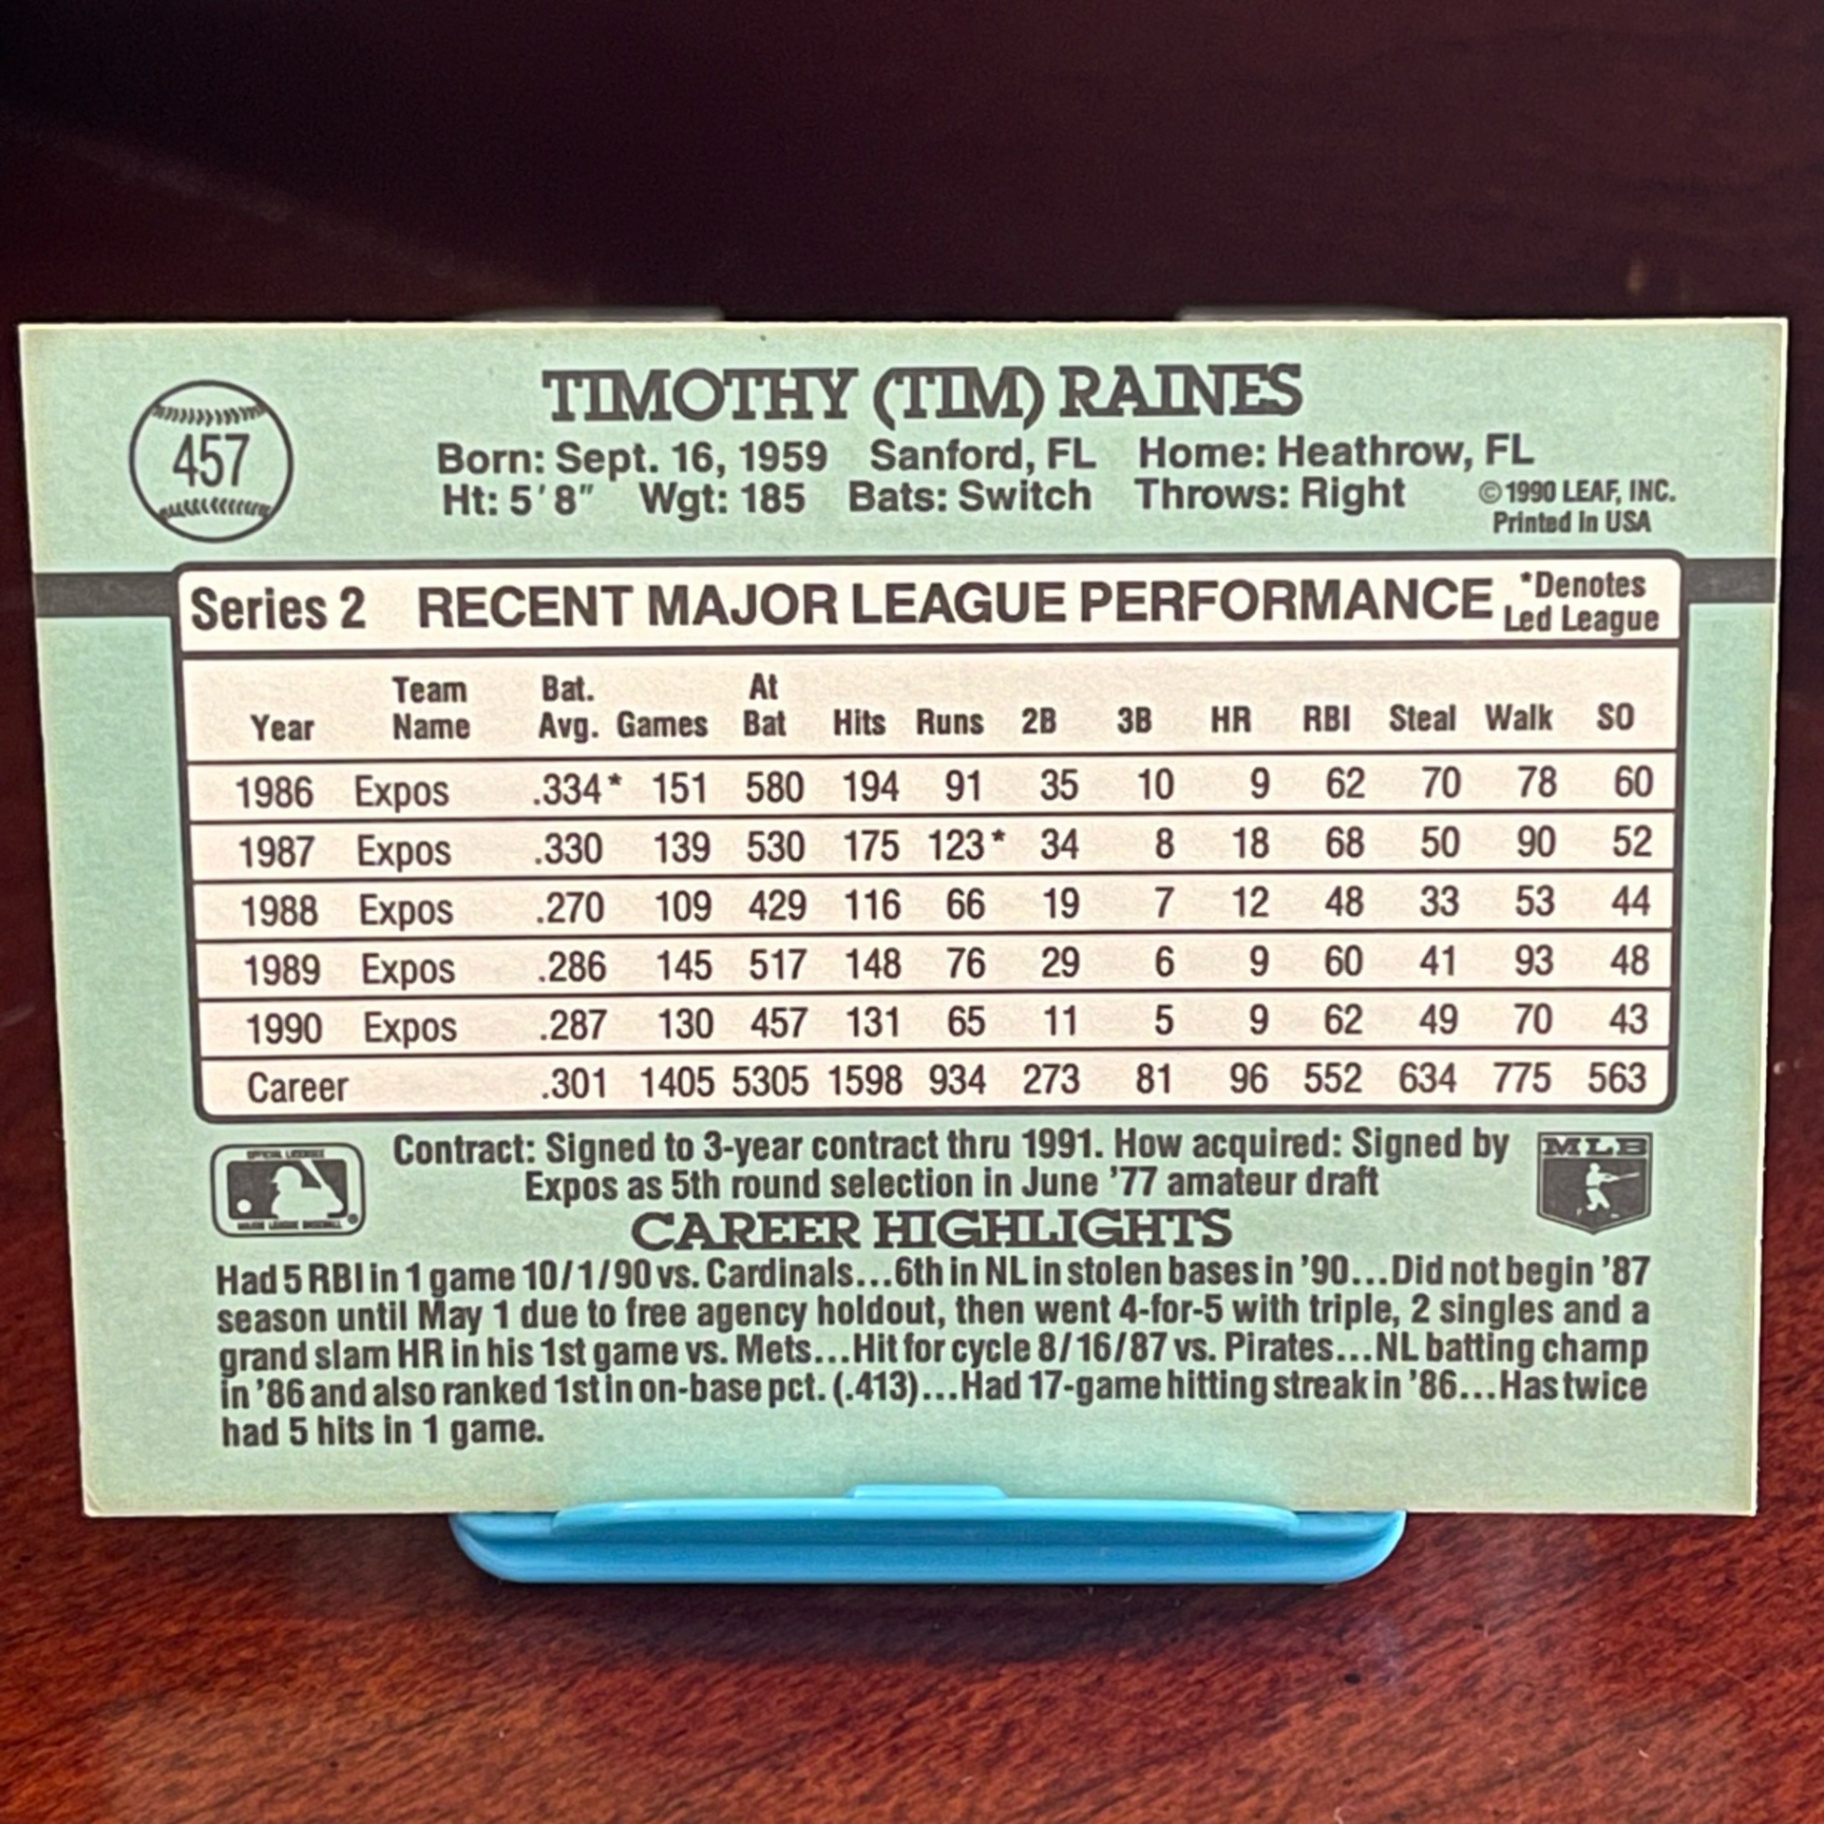 457
TIMOTHY (TIM) RAINES
Born: Sept. 16, 1959 Sanford, FL Home: Heathrow, FL
Ht: 5'8" Wgt: 185 Bats: Switch Throws: Right
©1990 LEAF, INC.
Printed in USA
Series 2 RECENT MAJOR LEAGUE PERFORMANCE *Denotes Led League
Year Team Name Bat. Avg. Games At Bat Hits Runs 2B 3B HR RBI Steal Walk SO
1986 Expos .334* 151 580 194 91 35 10 9 62 70 78 60
1987 Expos .330 139 530 175 123* 34 8 18 68 50 90 52
1988 Expos .270 109 429 116 66 19 7 12 48 33 53 44
1989 Expos .286 145 517 148 76 29 6 9 60 41 93 48
1990 Expos .287 130 457 131 65 11 5 9 62 49 70 43
Career .301 1405 5305 1598 934 273 81 96 552 634 775 563
Contract: Signed to 3-year contract thru 1991. How acquired: Signed by
Expos as 5th round selection in June '77 amateur draft
OFFICIAL LICENSEE
MAJOR LEAGUE BASEBALL
®
MLB
CAREER HIGHLIGHTS
Had 5 RBI in 1 game 10/1/90 vs. Cardinals...6th in NL in stolen bases in '90...Did not begin '87
season until May 1 due to free agency holdout, then went 4-for-5 with triple, 2 singles and a
grand slam HR in his 1st game vs. Mets...Hit for cycle 8/16/87 vs. Pirates...NL batting champ
in '86 and also ranked 1st in on-base pct. (.413)...Had 17-game hitting streak in '86...Has twice
had 5 hits in 1 game.